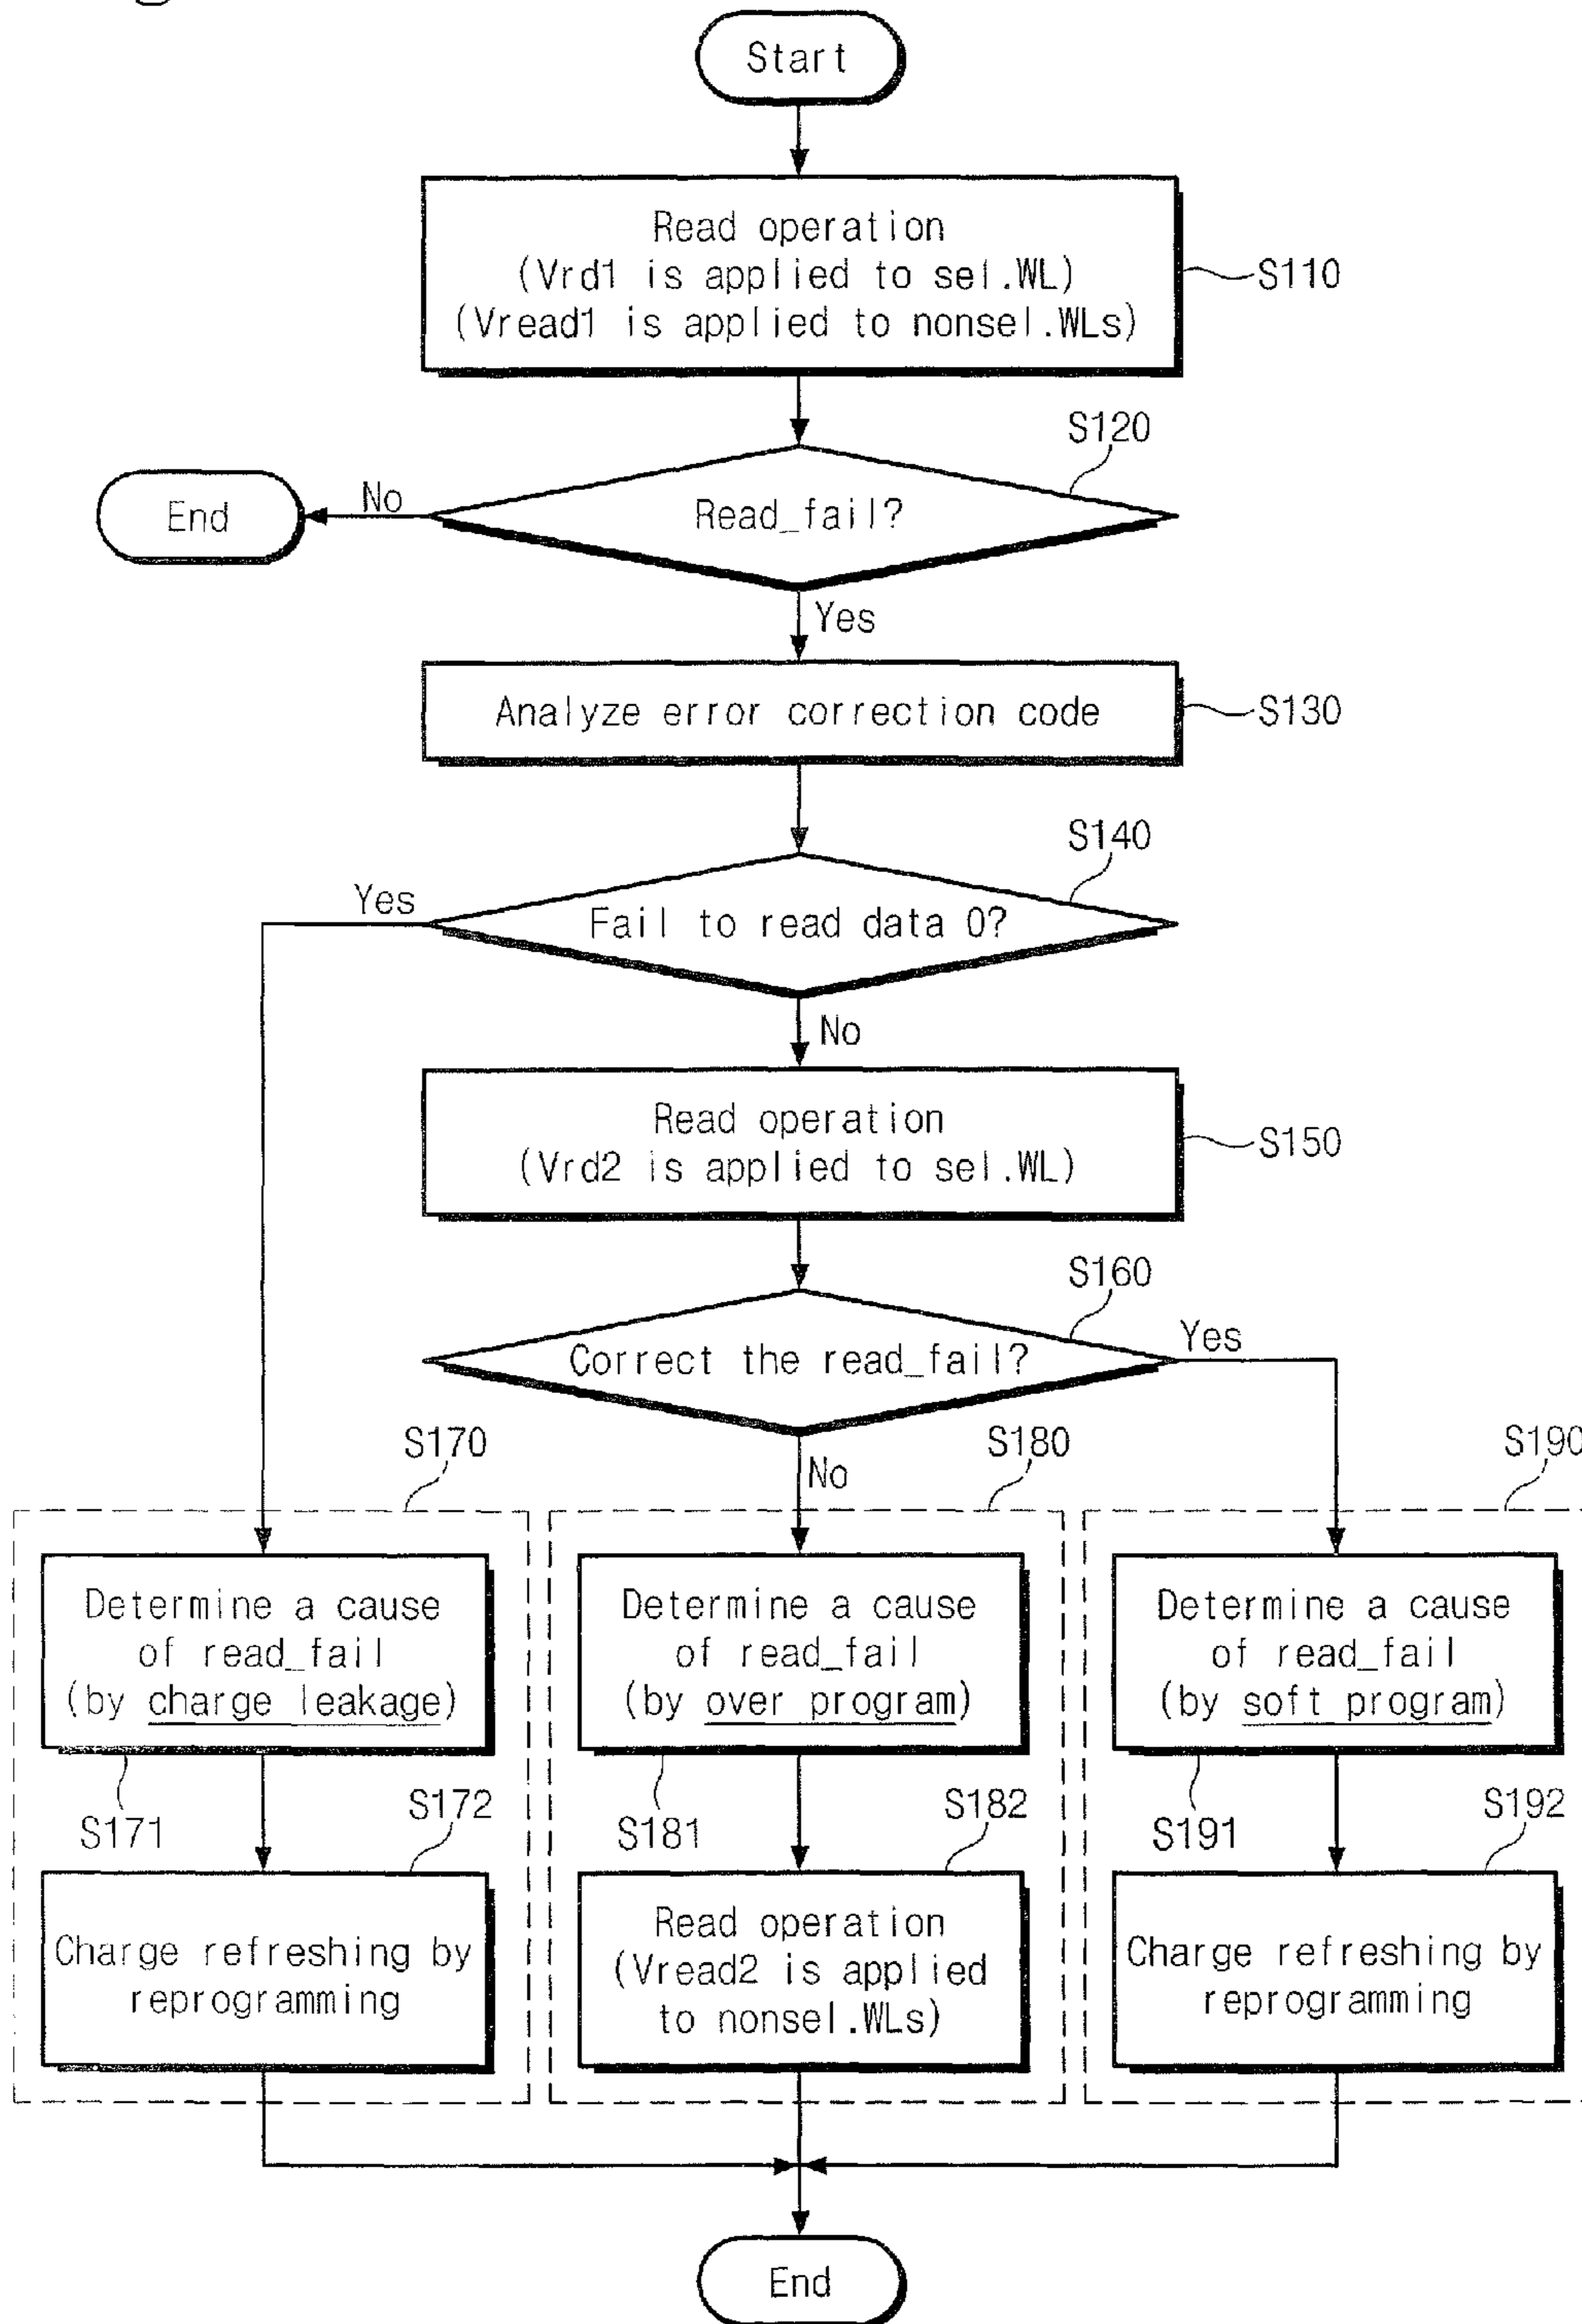 Start
Read operation
(Vrd1 is applied to sel.WL)
(Vread1 is applied to nonsel.WLs)
S110
S120
Read_fail?
No
End
Yes
Analyze error correction code
S130
S140
Fail to read data 0?
Yes
No
Read operation
(Vrd2 is applied to sel.WL)
S150
S160
Correct the read_fail?
Yes
No
S170
S180
S190
Determine a cause
of read_fail
(by charge leakage)
S171
S172
Charge refreshing by
reprogramming
Determine a cause
of read_fail
(by over program)
S181
S182
Read operation
(Vread2 is applied
to nonsel.WLs)
Determine a cause
of read_fail
(by soft program)
S191
S192
Charge refreshing by
reprogramming
End